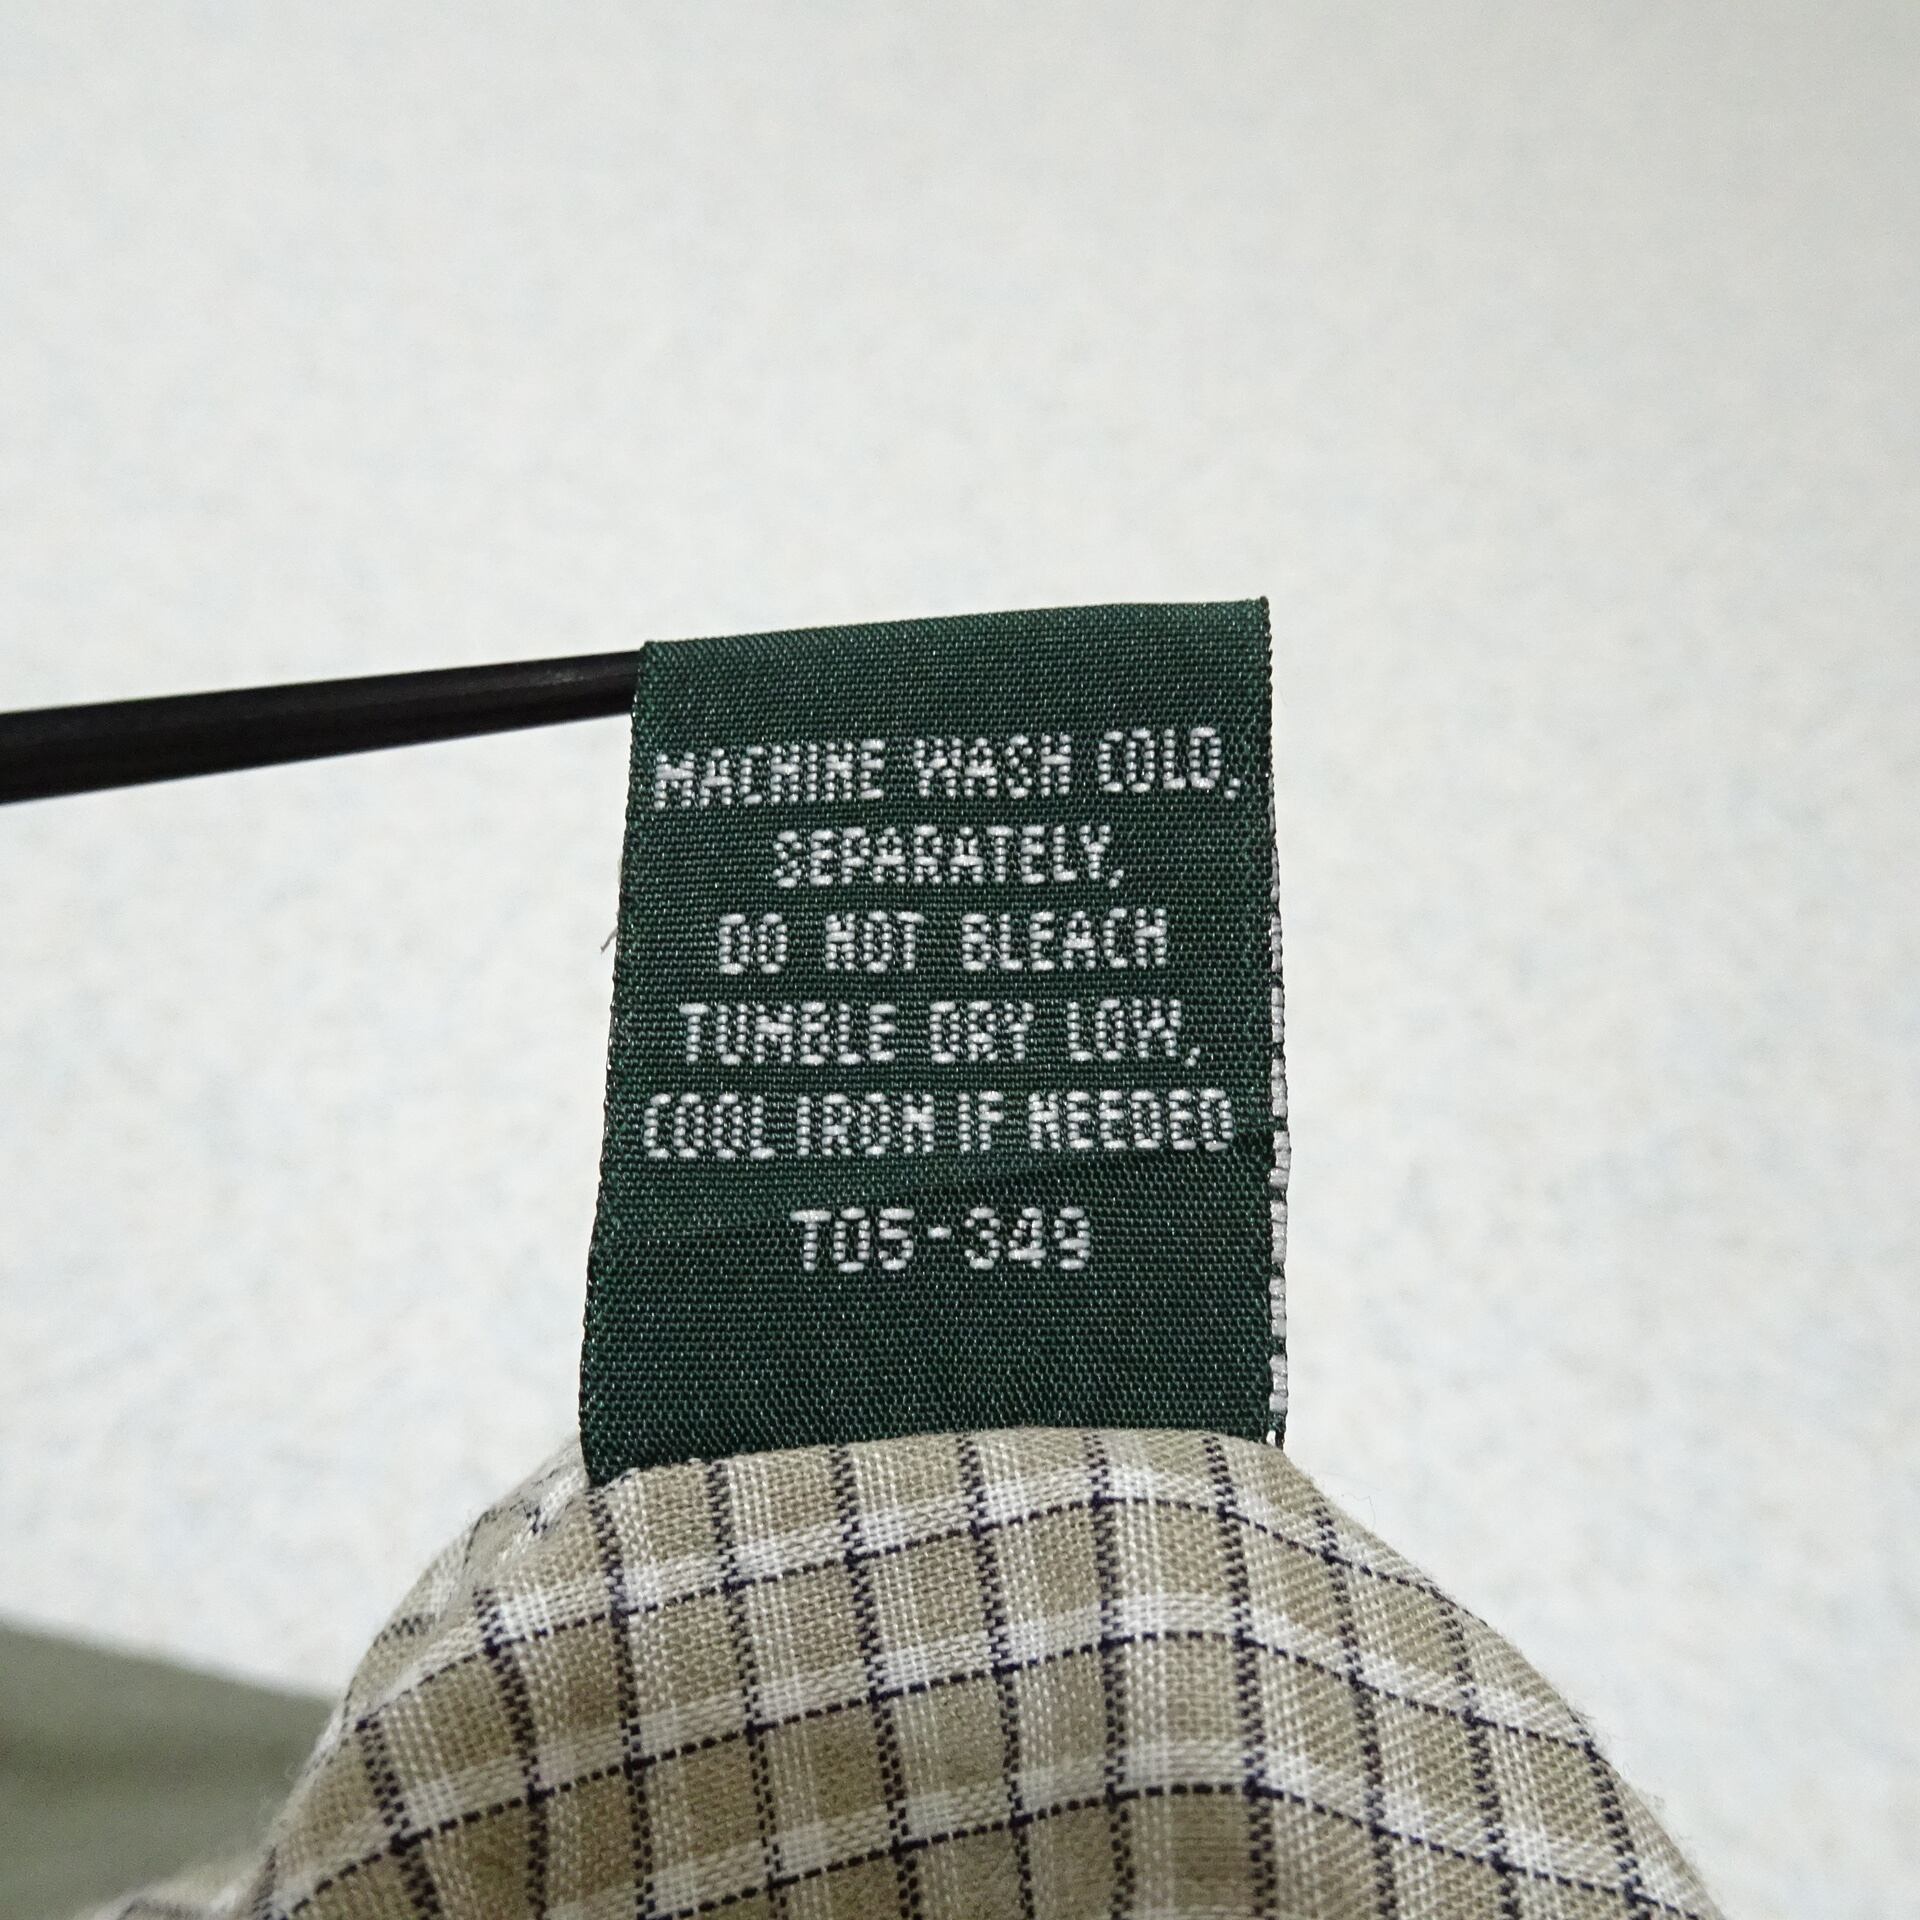 MACHINE WASH COLD,
SEPARATELY,
DO NOT BLEACH
TUMBLE DRY LOW,
COOL IRON IF NEEDED
T05-349